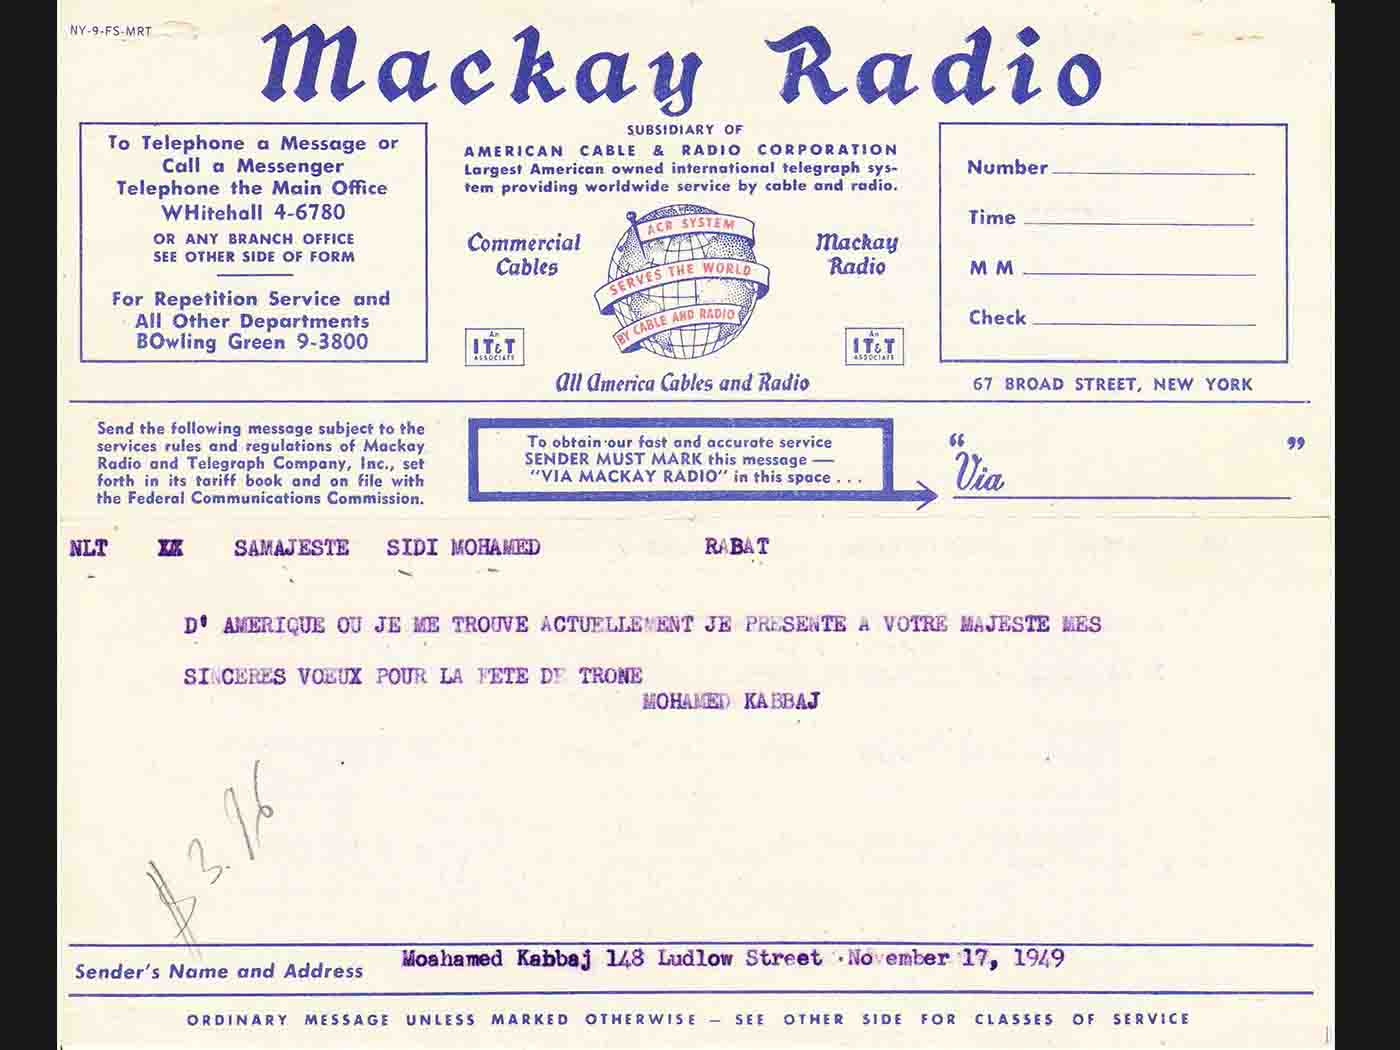 NY-9-FS-MRT
Mackay Radio
To Telephone a Message or
Call a Messenger
Telephone the Main Office
WHitehall 4-6780
OR ANY BRANCH OFFICE
SEE OTHER SIDE OF FORM
For Repetition Service and
All Other Departments
BOwling Green 9-3800
SUBSIDIARY OF
AMERICAN CABLE & RADIO CORPORATION
Largest American owned international telegraph sys-
tem providing worldwide service by cable and radio.
Commercial
Cables
ACR SYSTEM
SERVES THE WORLD
BY CABLE AND RADIO
Mackay
Radio
An
IT&T
ASSOCIATE
An
IT&T
ASSOCIATE
All America Cables and Radio
Number
Time
M M
Check
67 BROAD STREET, NEW YORK
Send the following message subject to the
services rules and regulations of Mackay
Radio and Telegraph Company, Inc., set
forth in its tariff book and on file with
the Federal Communications Commission.
To obtain our fast and accurate service
SENDER MUST MARK this message —
"VIA MACKAY RADIO" in this space . . .
“ ”
Via
NLT XX SAMAJESTE SIDI MOHAMED RABAT
D' AMERIQUE OU JE ME TROUVE ACTUELLEMENT JE PRESENTE A VOTRE MAJESTE MES
SINCERES VOEUX POUR LA FETE DE TRONE
MOHAMED KABBAJ
$ 3.76
Sender's Name and Address Moahamed Kabbaj 148 Ludlow Street November 17, 1949
ORDINARY MESSAGE UNLESS MARKED OTHERWISE — SEE OTHER SIDE FOR CLASSES OF SERVICE